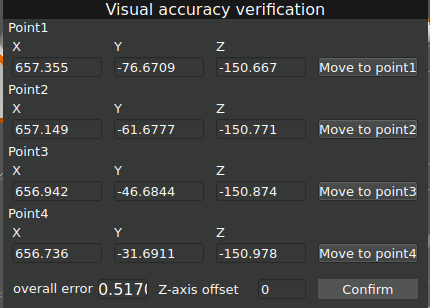 Visual accuracy verification
Point1
X Y Z
657.355 -76.6709 -150.667 Move to point1
Point2
X Y Z
657.149 -61.6777 -150.771 Move to point2
Point3
X Y Z
656.942 -46.6844 -150.874 Move to point3
Point4
X Y Z
656.736 -31.6911 -150.978 Move to point4
overall error 0.517 Z-axis offset 0 Confirm